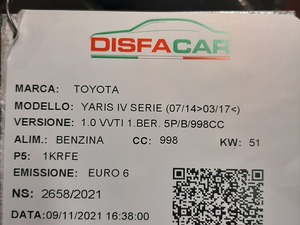 DISFACAR
MARCA: TOYOTA
MODELLO: YARIS IV SERIE (07/14>03/17<)
VERSIONE: 1.0 VVTI 1.BER. 5P/B/998CC
ALIM.: BENZINA CC: 998 KW: 51
P5: 1KRFE
EMISSIONE: EURO 6
NS: 2658/2021
DATA:09/11/2021 16:38:00